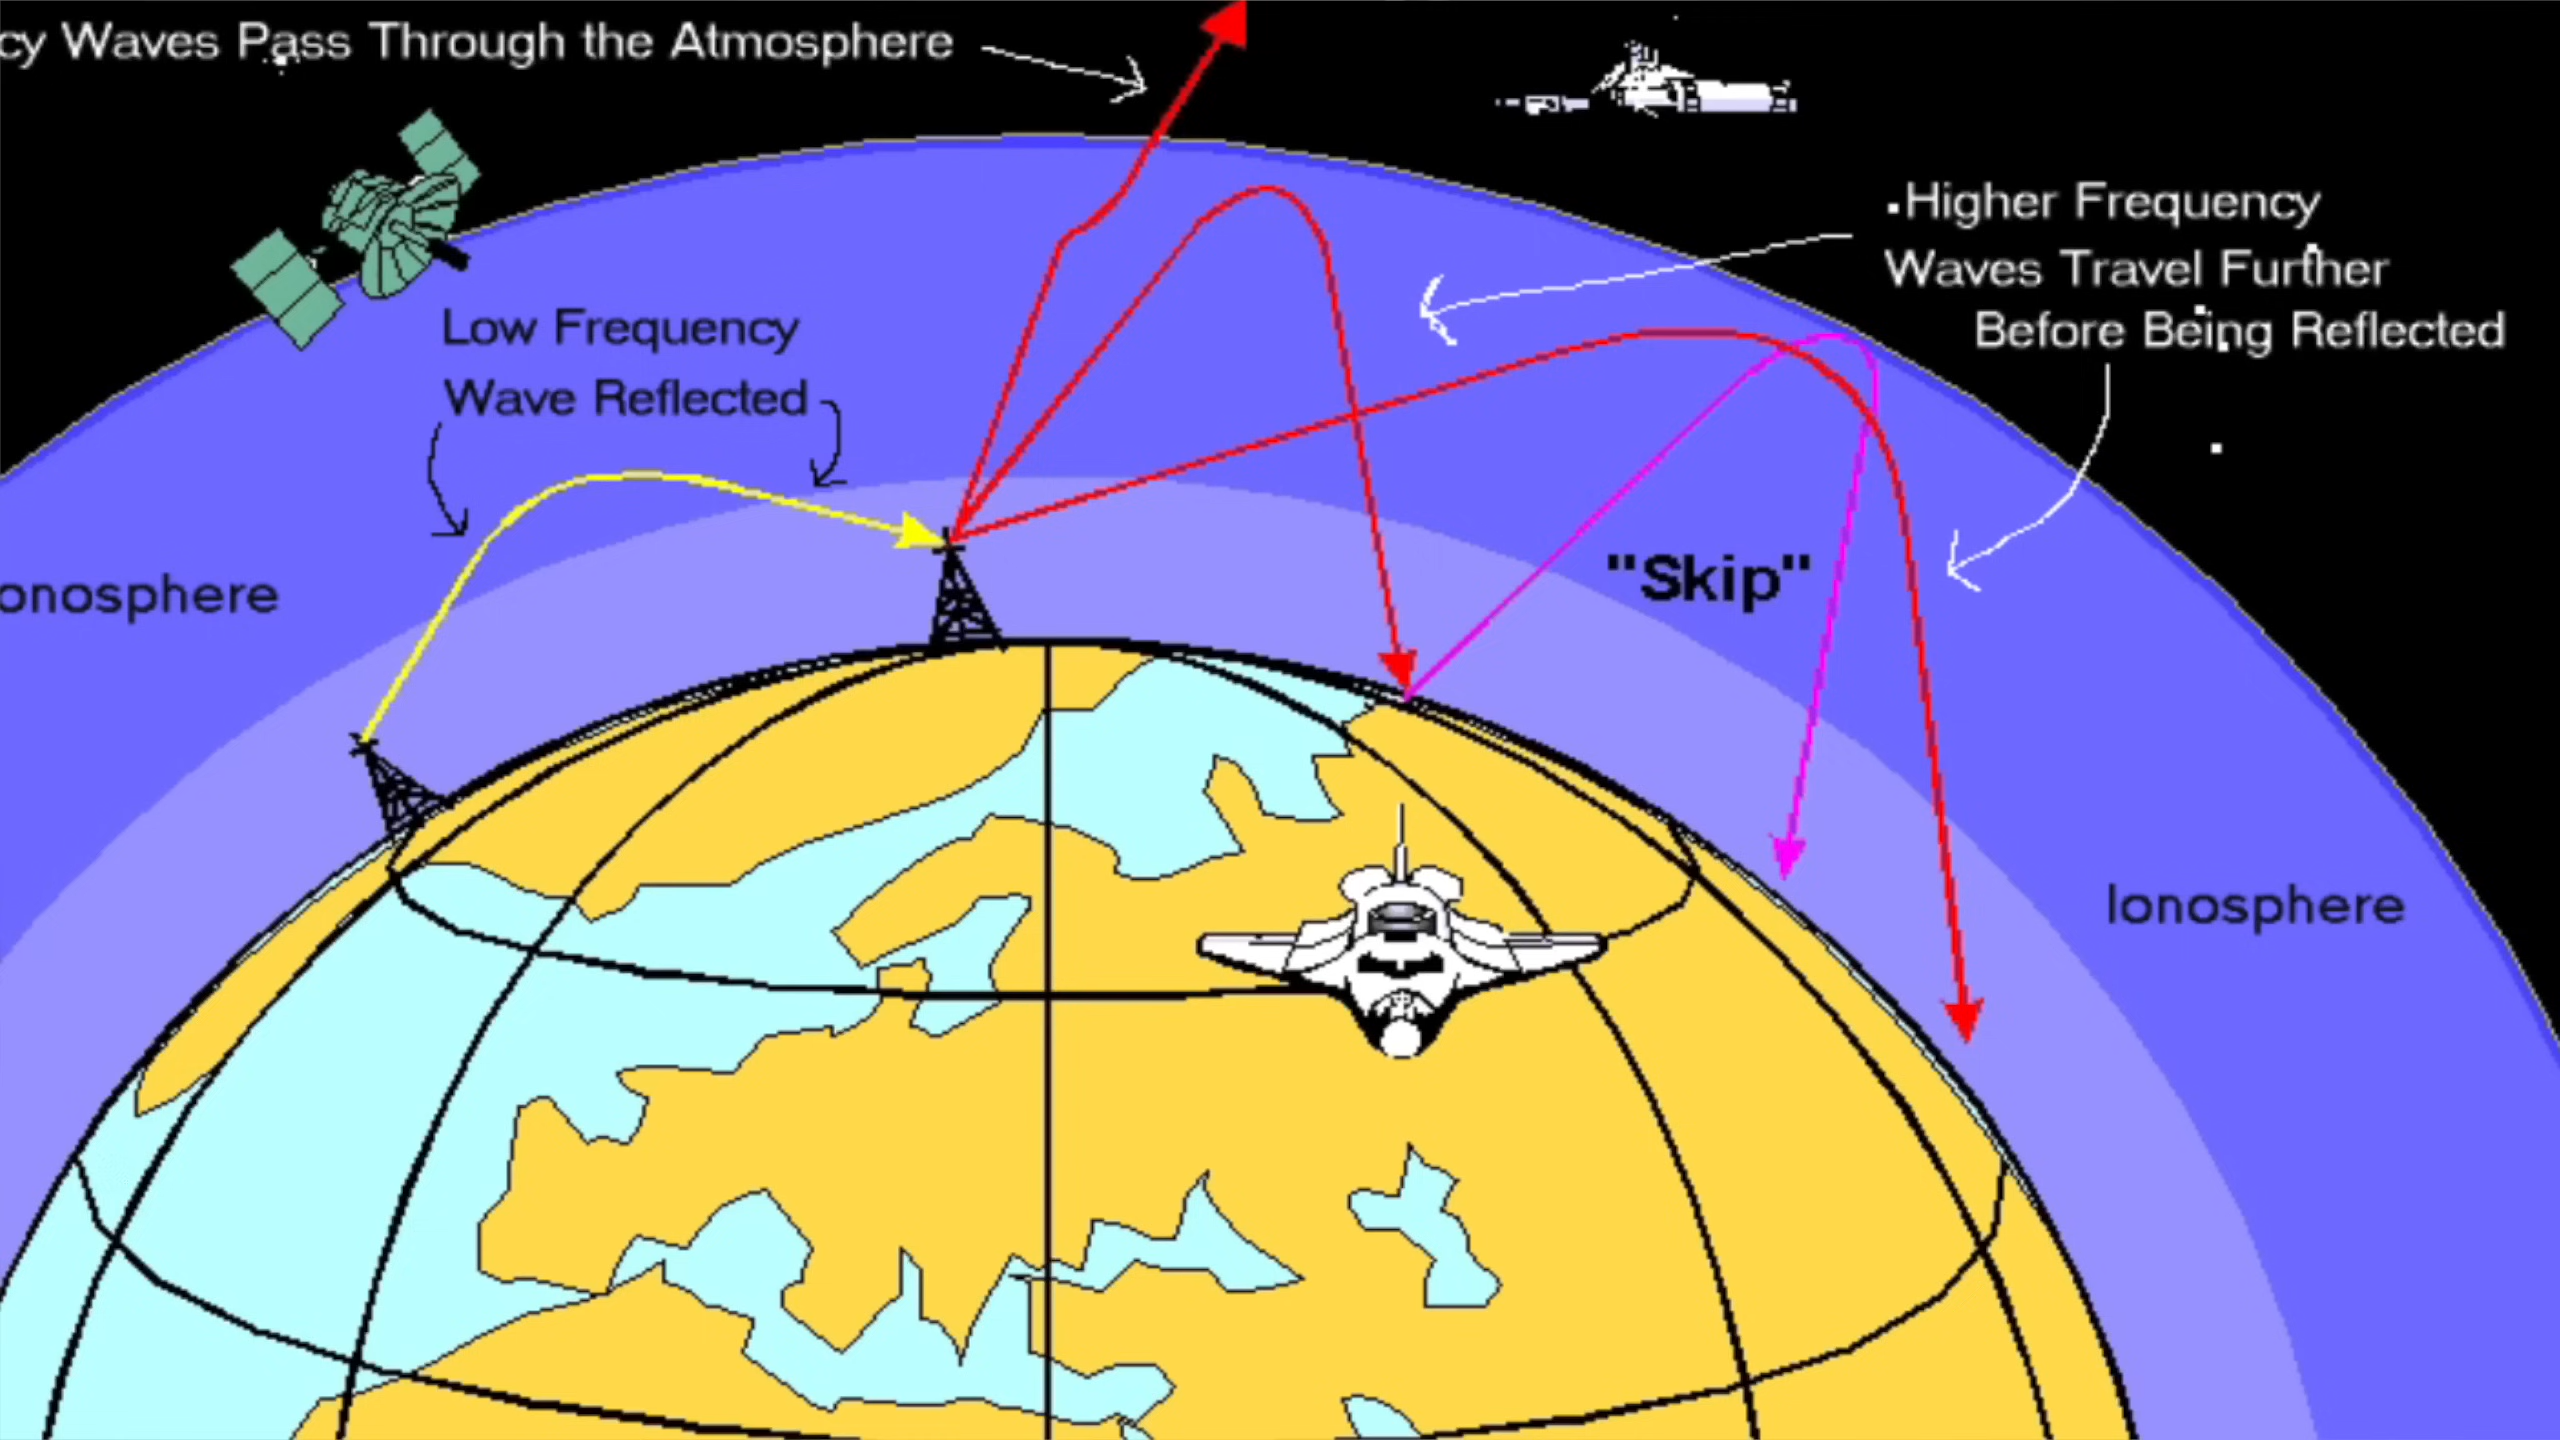 cy Waves Pass Through the Atmosphere
Higher Frequency
Waves Travel Further
Before Being Reflected
Low Frequency
Wave Reflected
onosphere
"Skip"
Ionosphere